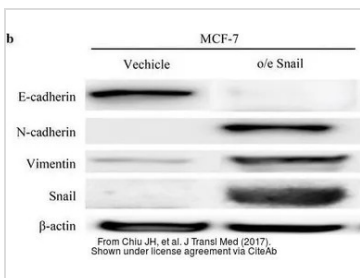 b
MCF-7
Vechicle o/e Snail
E-cadherin
N-cadherin
Vimentin
Snail
β-actin
From Chiu JH, et al. J Transl Med (2017).
Shown under license agreement via CiteAb